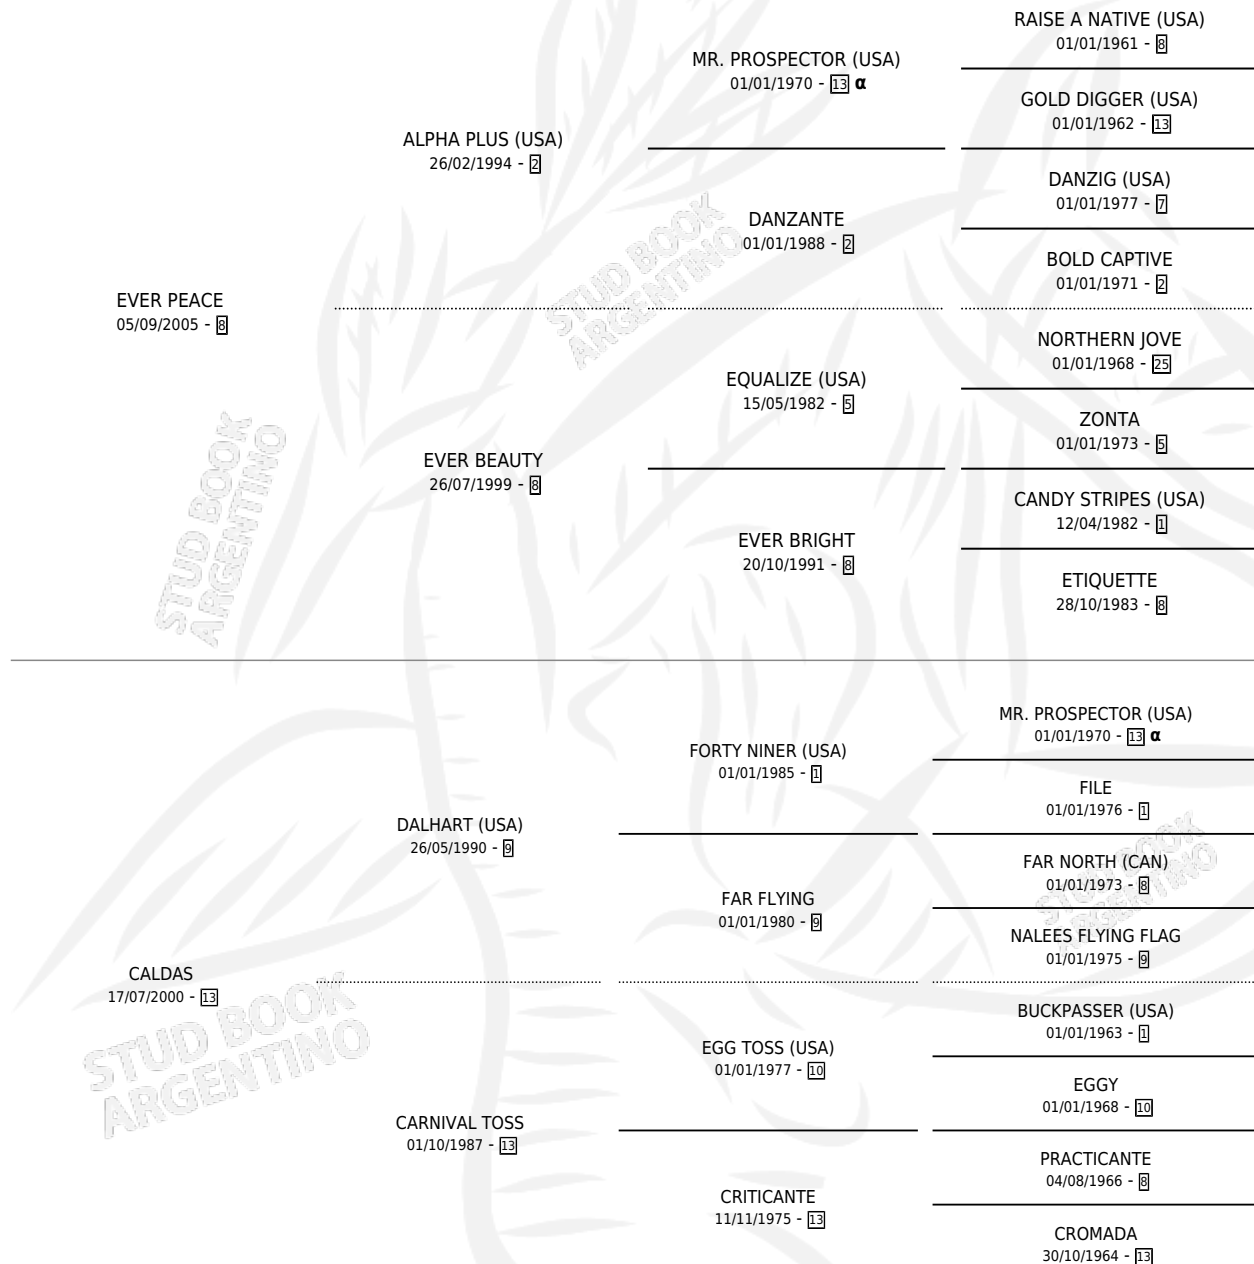 RAISE A NATIVE (USA)
01/01/1961 - 8
MR. PROSPECTOR (USA)
01/01/1970 - 13 α
GOLD DIGGER (USA)
01/01/1962 - 13
ALPHA PLUS (USA)
26/02/1994 - 2
DANZIG (USA)
01/01/1977 - 7
DANZANTE
01/01/1988 - 2
BOLD CAPTIVE
01/01/1971 - 2
EVER PEACE
05/09/2005 - 8
NORTHERN JOVE
01/01/1968 - 25
EQUALIZE (USA)
15/05/1982 - 5
ZONTA
01/01/1973 - 5
EVER BEAUTY
26/07/1999 - 8
CANDY STRIPES (USA)
12/04/1982 - 1
EVER BRIGHT
20/10/1991 - 8
ETIQUETTE
28/10/1983 - 8
MR. PROSPECTOR (USA)
01/01/1970 - 13 α
FORTY NINER (USA)
01/01/1985 - 1
FILE
01/01/1976 - 1
DALHART (USA)
26/05/1990 - 9
FAR NORTH (CAN)
01/01/1973 - 8
FAR FLYING
01/01/1980 - 9
NALEES FLYING FLAG
01/01/1975 - 9
CALDAS
17/07/2000 - 13
BUCKPASSER (USA)
01/01/1963 - 1
EGG TOSS (USA)
01/01/1977 - 10
EGGY
01/01/1968 - 10
CARNIVAL TOSS
01/10/1987 - 13
PRACTICANTE
04/08/1966 - 8
CRITICANTE
11/11/1975 - 13
CROMADA
30/10/1964 - 13
STUD BOOK
ARGENTINO
STUD BOOK
ARGENTINO
STUD BOOK
ARGENTINO
STUD BOOK
ARGENTINO